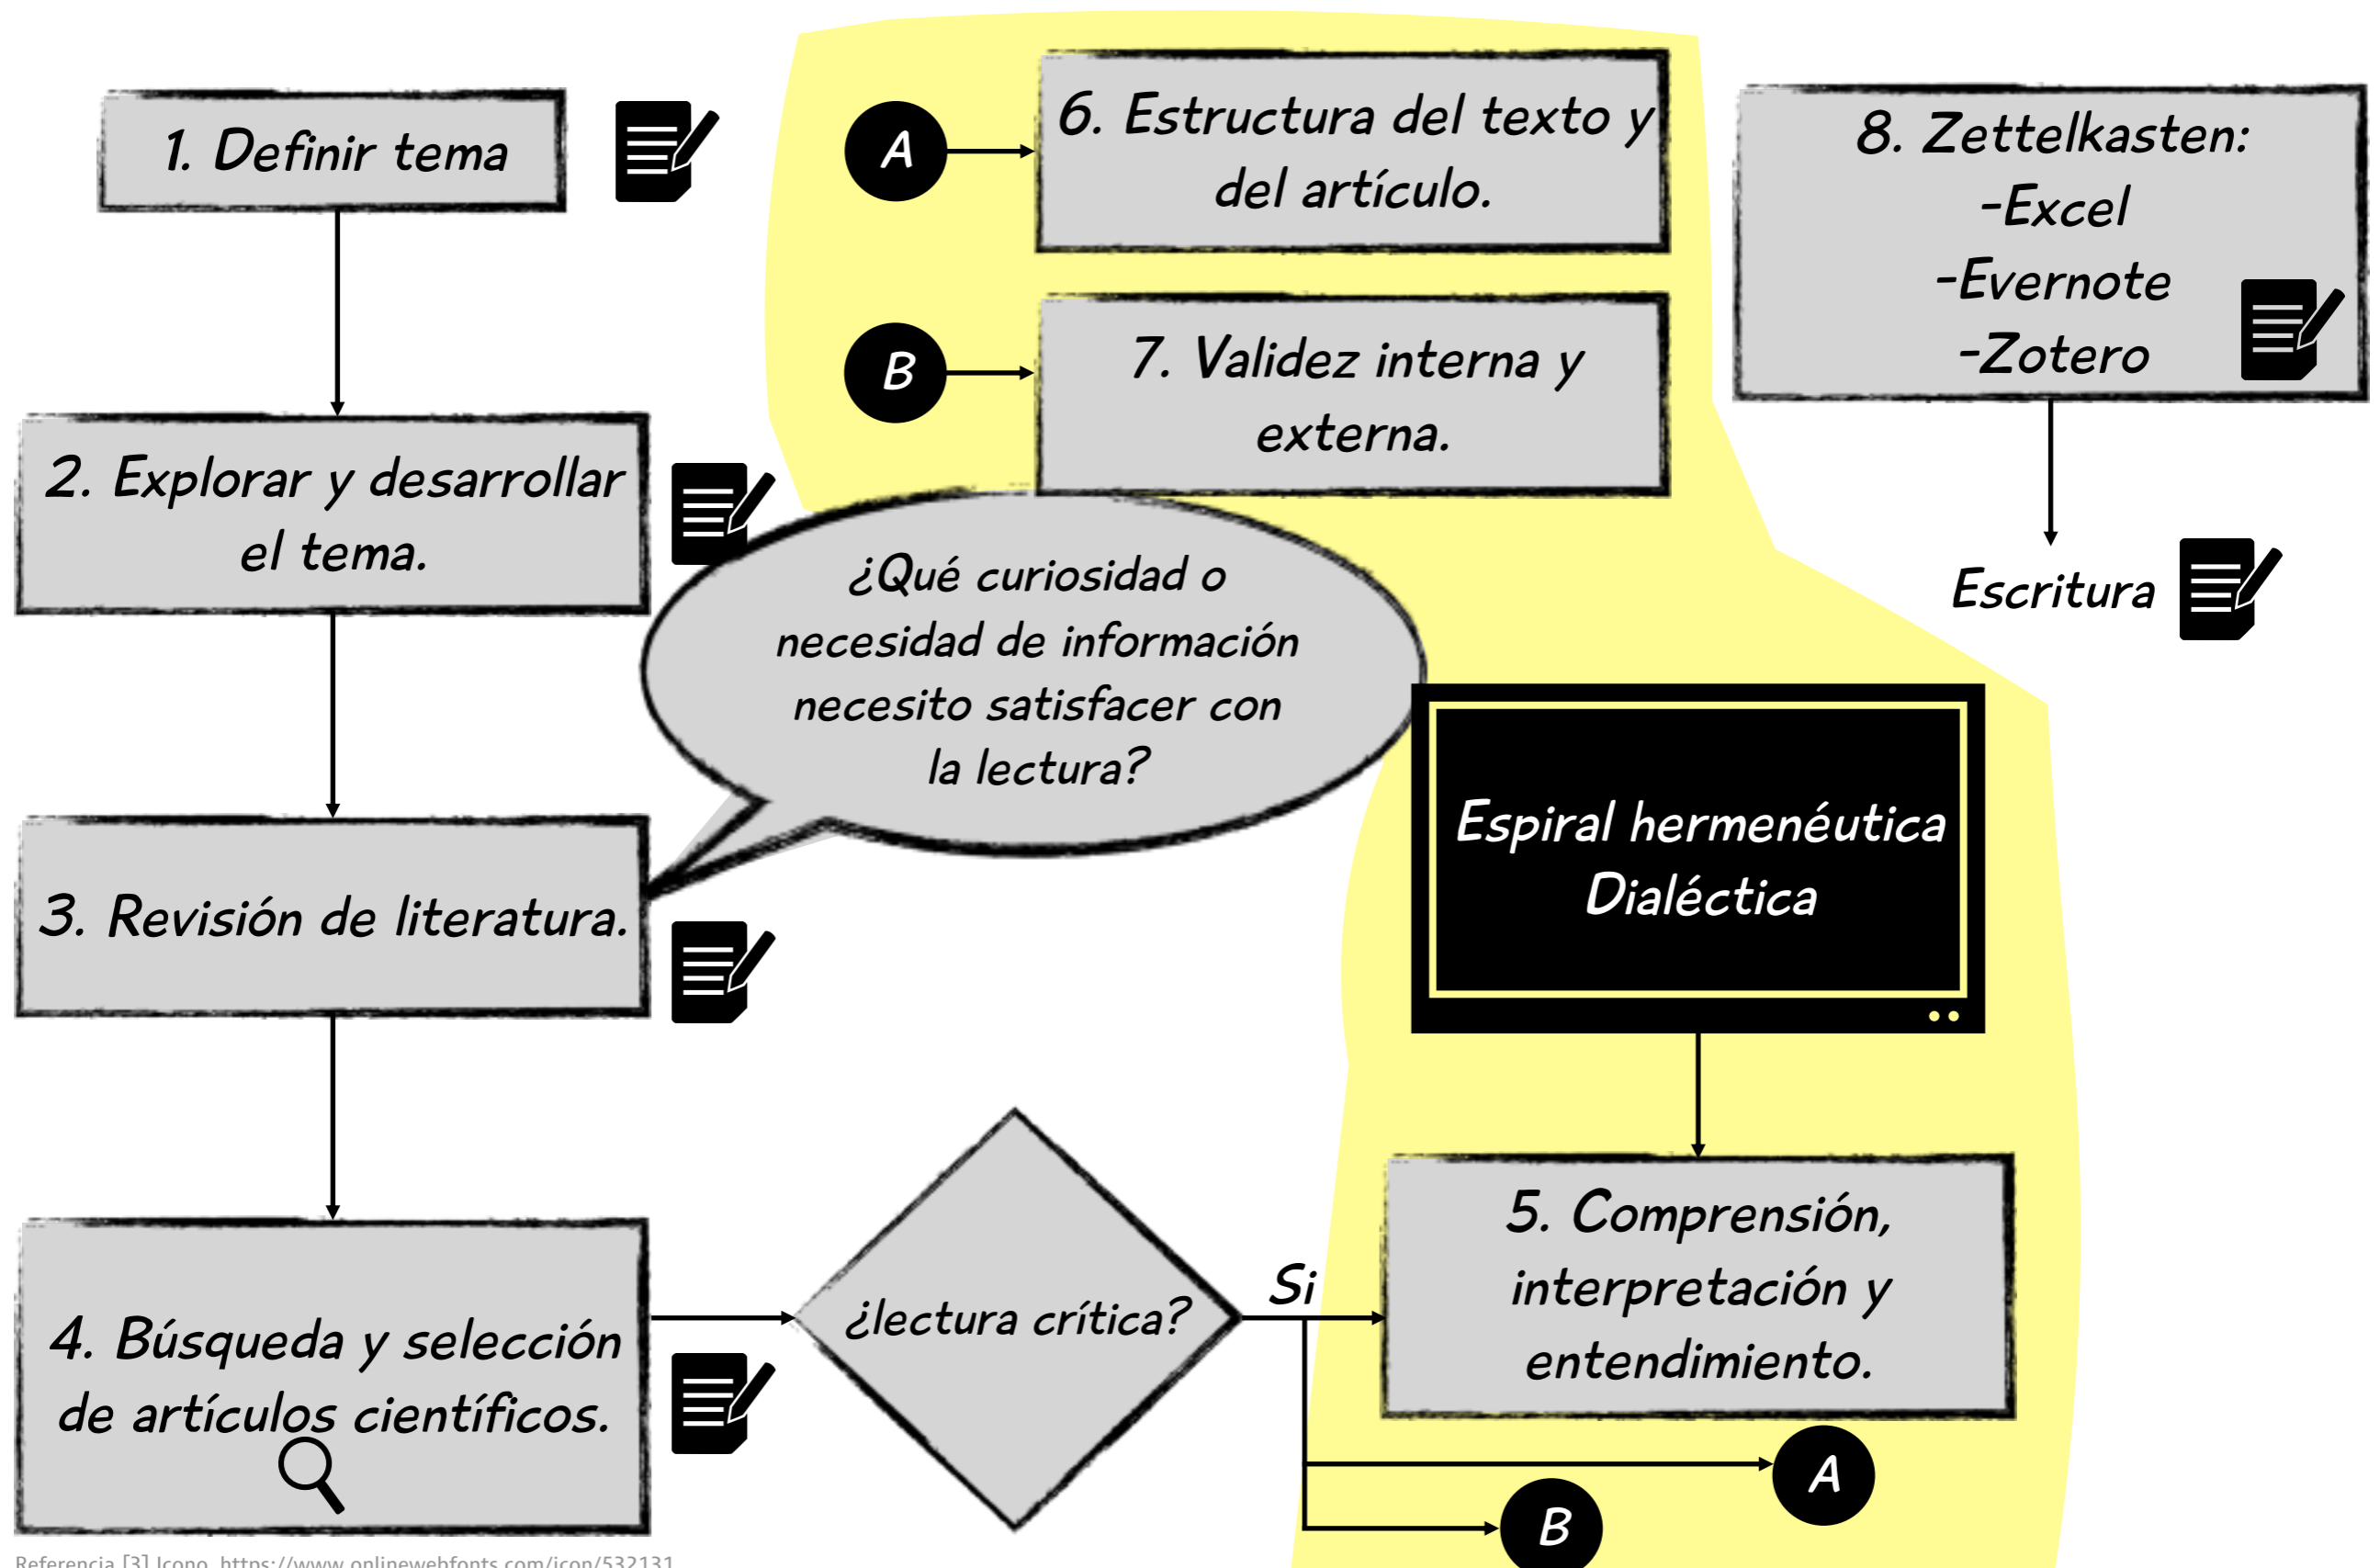 1. Definir tema
2. Explorar y desarrollar
el tema.
3. Revisión de literatura.
4. Búsqueda y selección
de artículos científicos.
¿Qué curiosidad o
necesidad de información
necesito satisfacer con
la lectura?
¿lectura crítica?
Si
A
6. Estructura del texto y
del artículo.
B
7. Validez interna y
externa.
Espiral hermenéutica
Dialéctica
5. Comprensión,
interpretación y
entendimiento.
A
B
8. Zettelkasten:
-Excel
-Evernote
-Zotero
Escritura
Referencia [3] Icono. https://www.onlinewebfonts.com/icon/532131